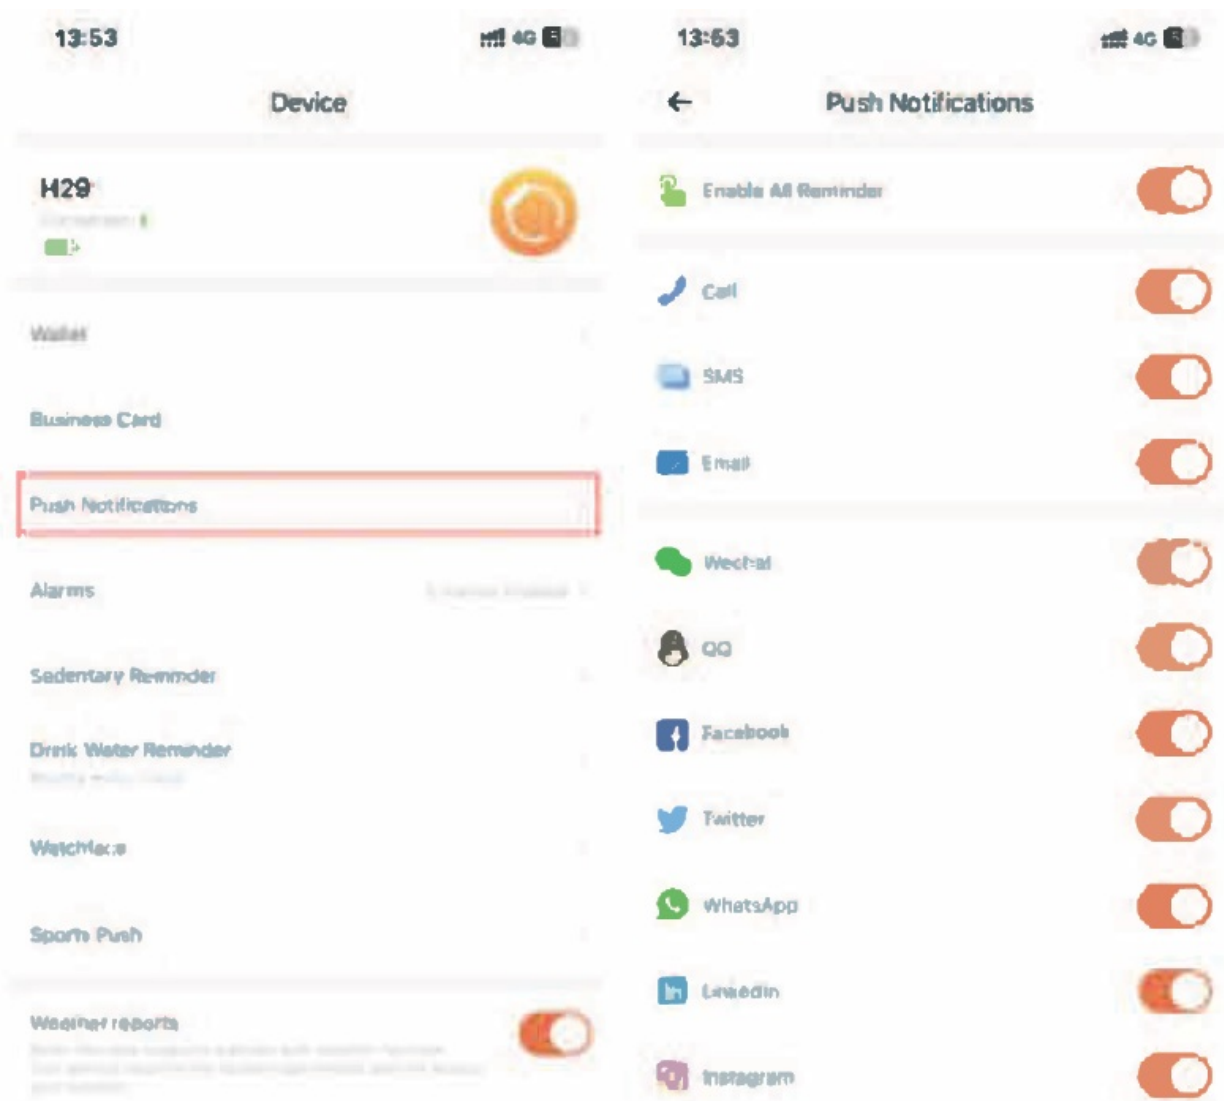 13:53
4G
Device
H29
Wallet
Business Card
Push Notifications
Alarms
Sedentary Reminder
Drink Water Reminder
Watchface
Sports Push
Weather reports
13:53
4G
Push Notifications
Enable All Reminder
Call
SMS
Email
Wechat
QQ
Facebook
Twitter
WhatsApp
LinkedIn
Instagram